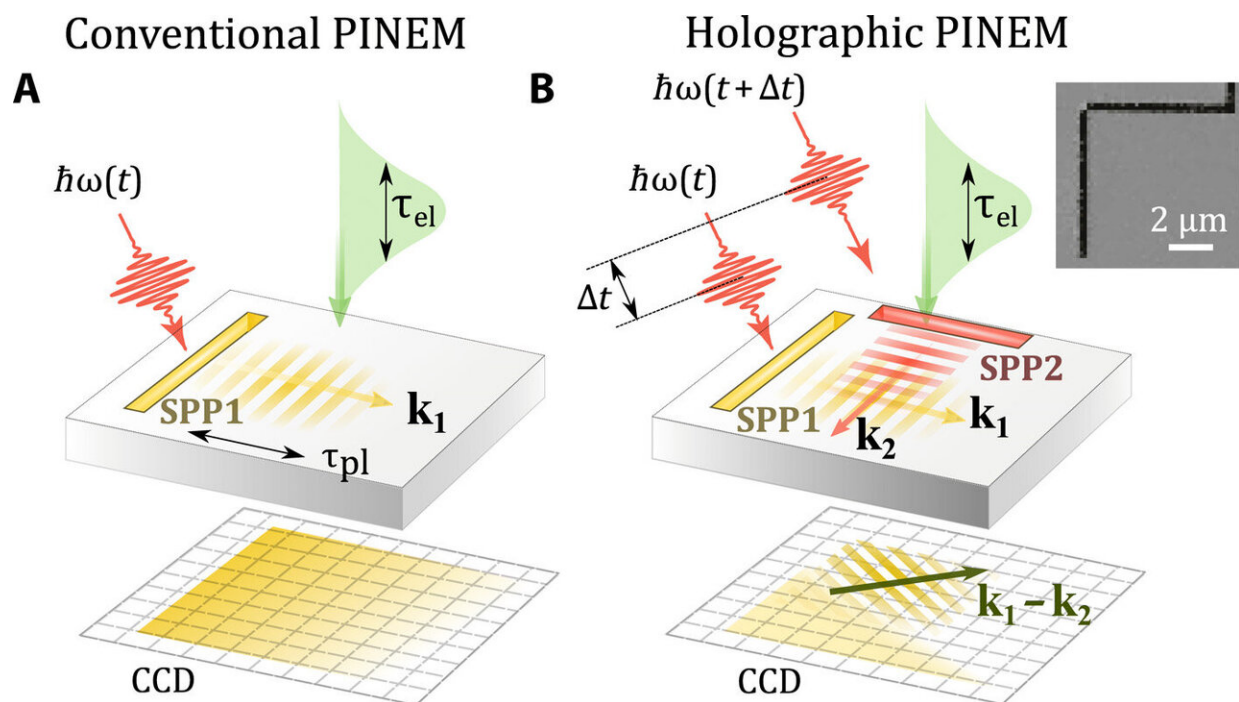 Conventional PINEM
A
ħω(t)
τel
SPP1
k1
τpl
CCD
Holographic PINEM
B
ħω(t + Δt)
ħω(t)
Δt
τel
2 μm
SPP2
SPP1
k1
k2
k1 – k2
CCD